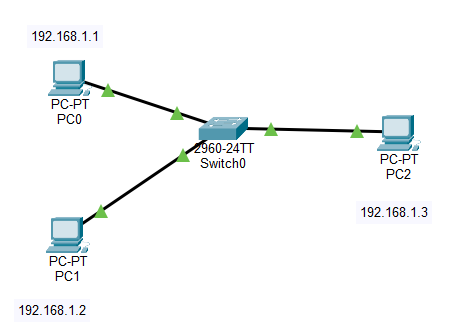 192.168.1.1
PC-PT
PC0
2960-24TT
Switch0
PC-PT
PC2
192.168.1.3
PC-PT
PC1
192.168.1.2